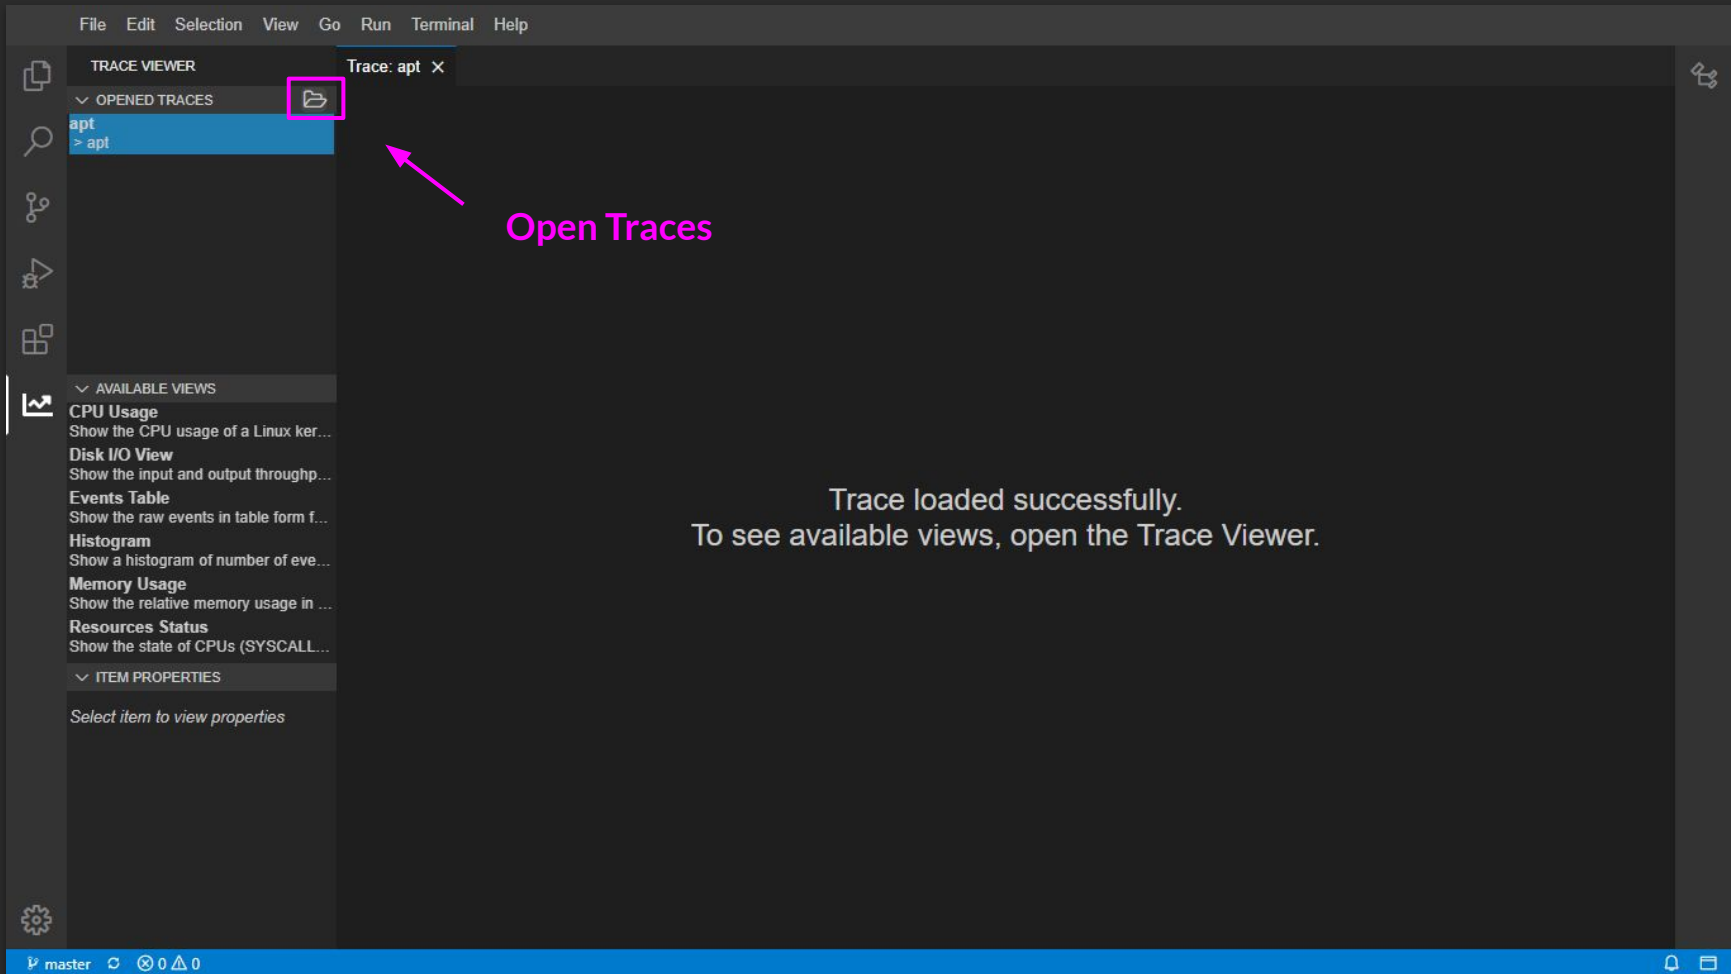 File Edit Selection View Go Run Terminal Help
TRACE VIEWER
Trace: apt
OPENED TRACES
apt
> apt
Open Traces
AVAILABLE VIEWS
CPU Usage
Show the CPU usage of a Linux ker...
Disk I/O View
Show the input and output throughp...
Events Table
Show the raw events in table form f...
Histogram
Show a histogram of number of eve...
Memory Usage
Show the relative memory usage in ...
Resources Status
Show the state of CPUs (SYSCALL...
ITEM PROPERTIES
Select item to view properties
Trace loaded successfully.
To see available views, open the Trace Viewer.
master 0 0